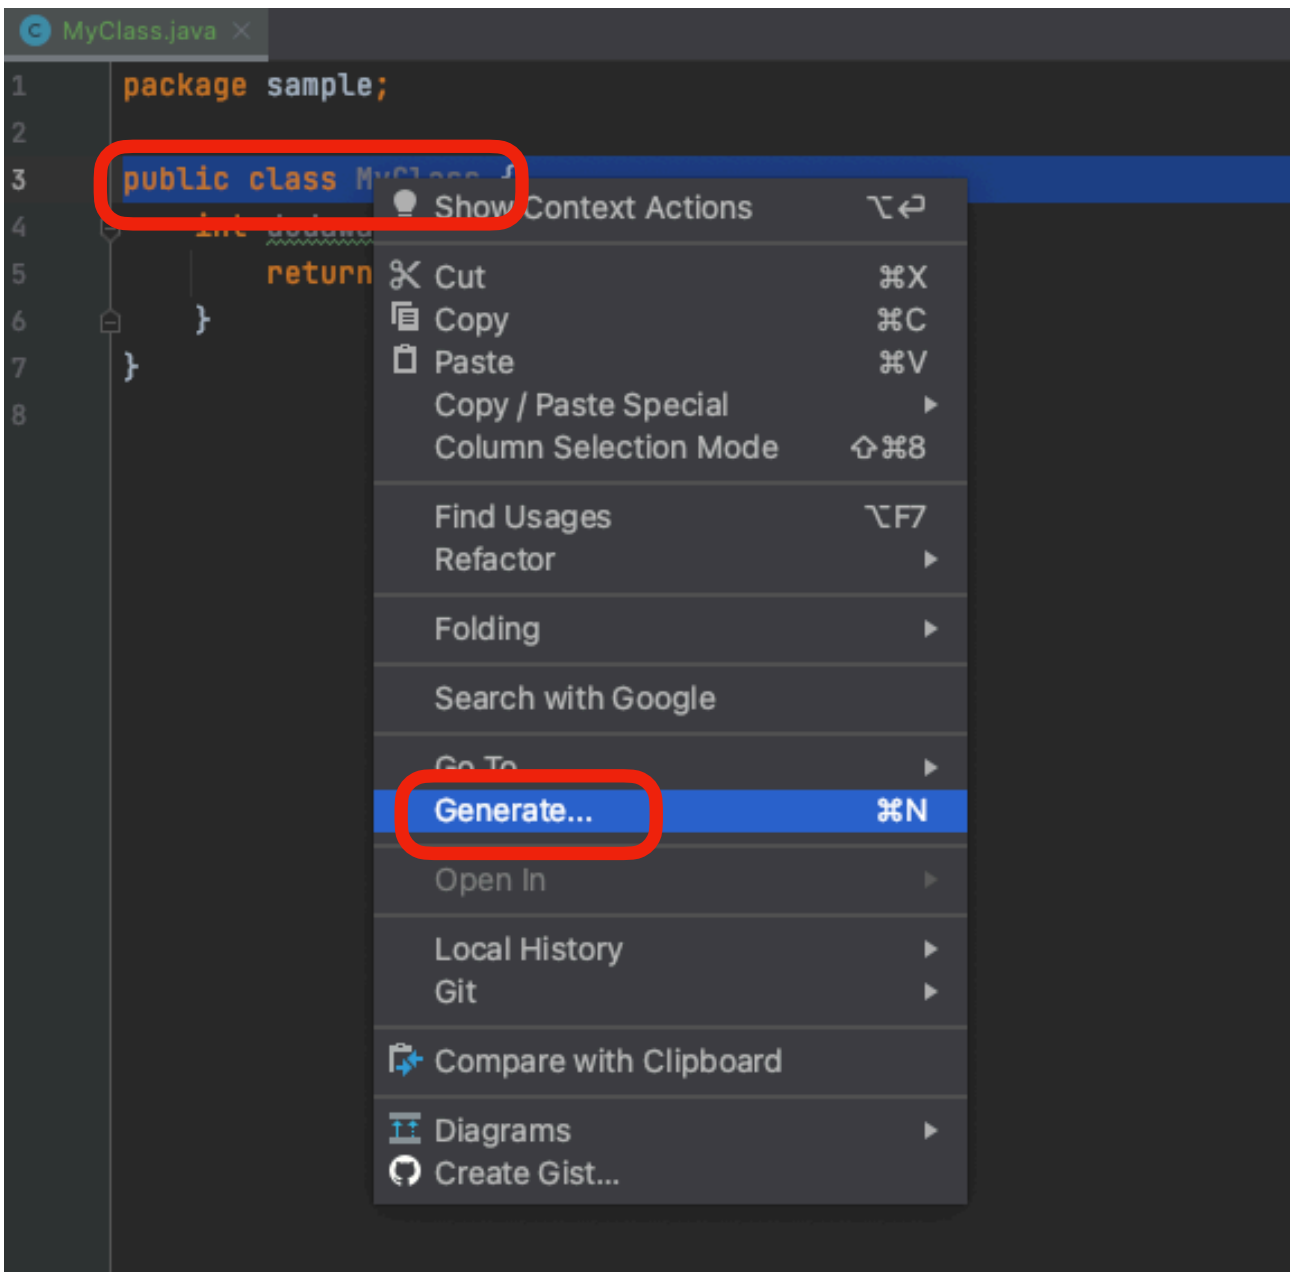 MyClass.java
1 package sample;
2
3 public class MyClass {
4 int
5 return
6 }
7 }
8
Show Context Actions ⌥⏎
Cut ⌘X
Copy ⌘C
Paste ⌘V
Copy / Paste Special
Column Selection Mode ⇧⌘8
Find Usages ⌥F7
Refactor
Folding
Search with Google
Go To
Generate... ⌘N
Open In
Local History
Git
Compare with Clipboard
Diagrams
Create Gist...